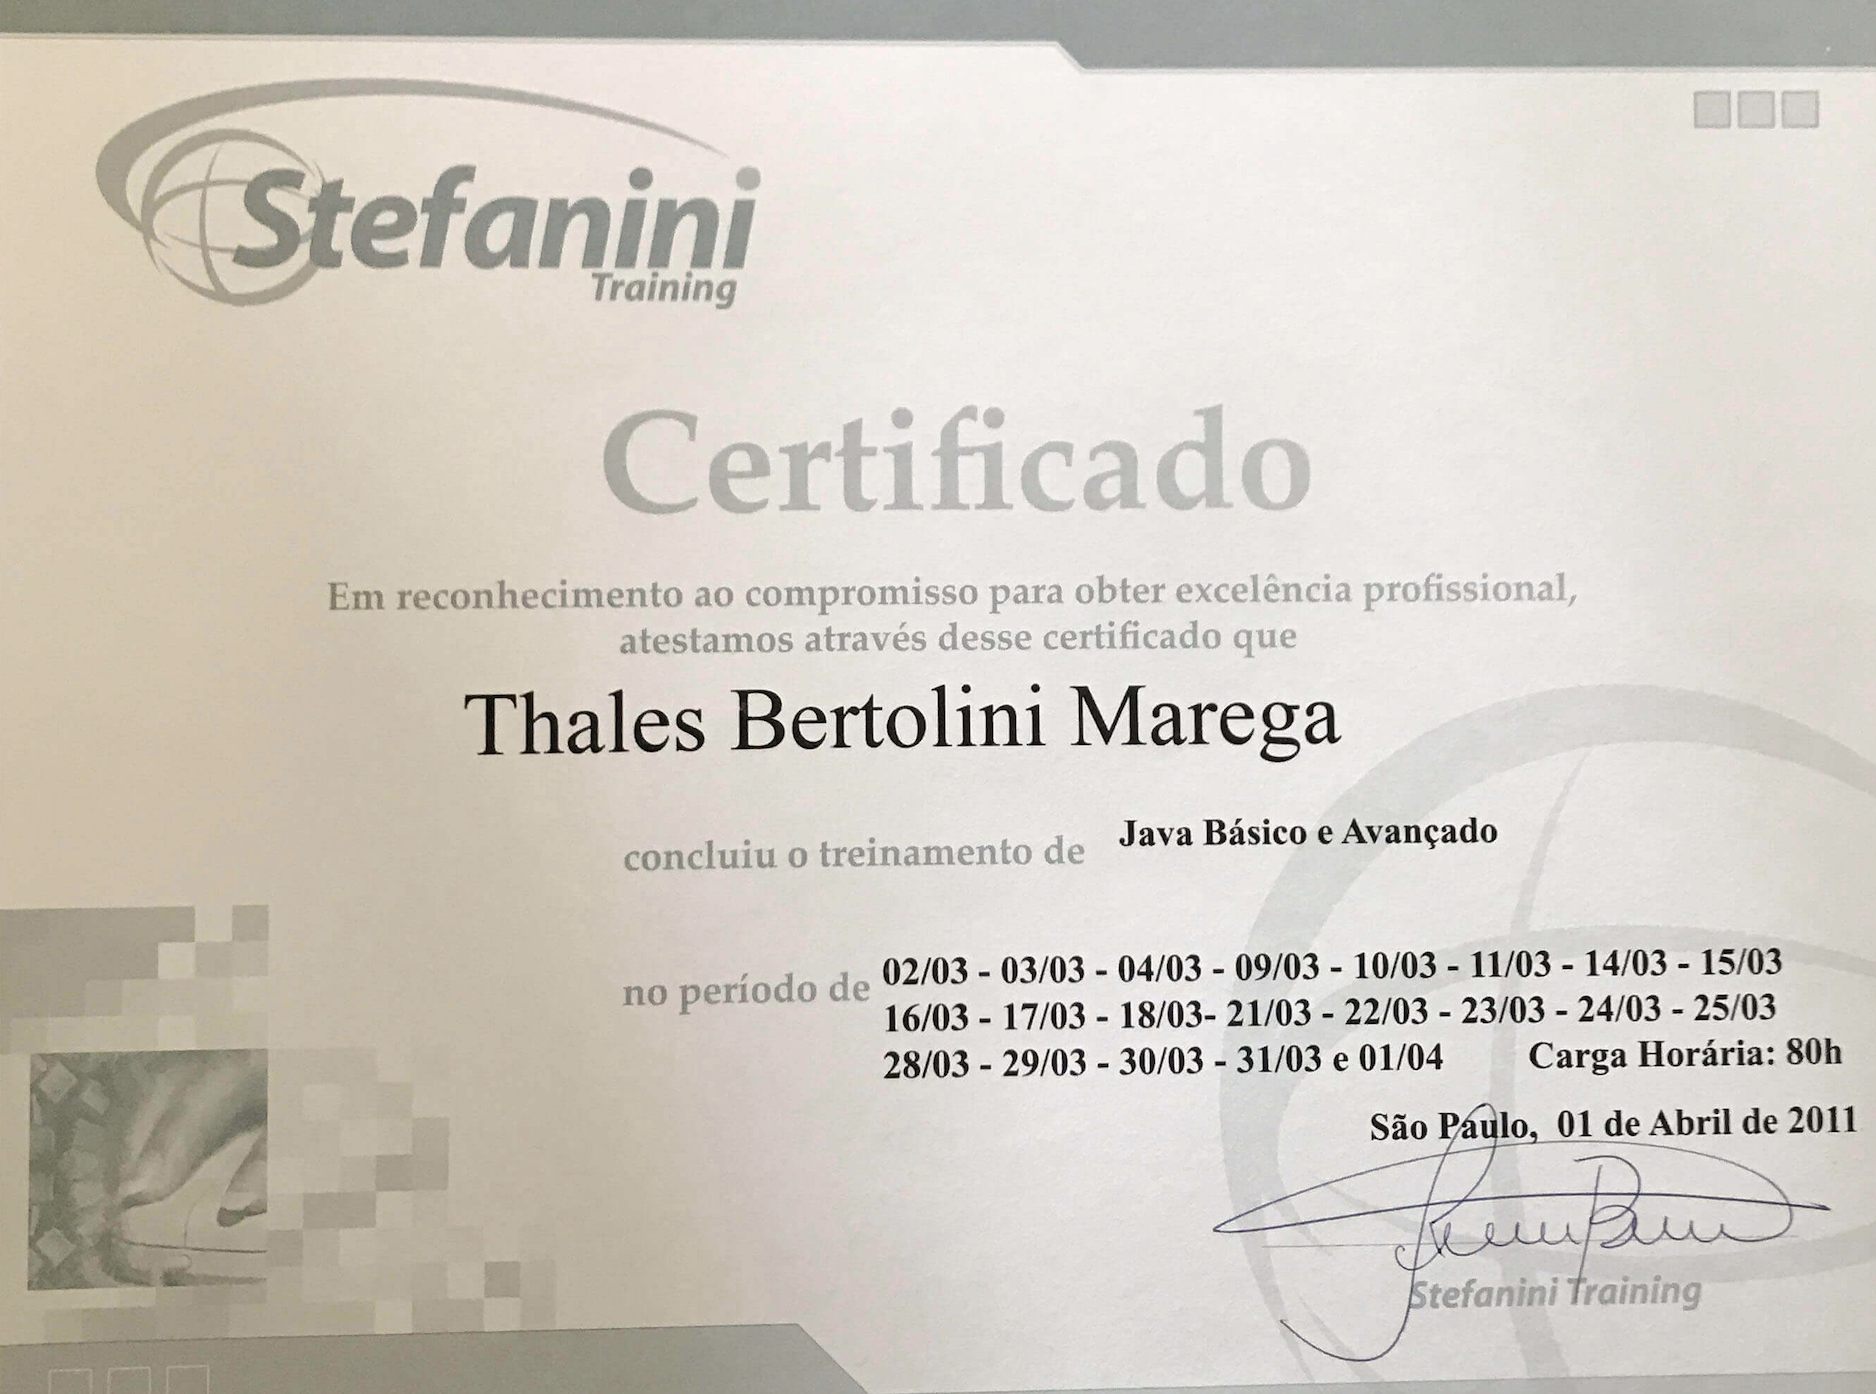 Stefanini
Training
Certificado
Em reconhecimento ao compromisso para obter excelência profissional,
atestamos através desse certificado que
Thales Bertolini Marega
concluiu o treinamento de Java Básico e Avançado
no período de 02/03 - 03/03 - 04/03 - 09/03 - 10/03 - 11/03 - 14/03 - 15/03
16/03 - 17/03 - 18/03- 21/03 - 22/03 - 23/03 - 24/03 - 25/03
28/03 - 29/03 - 30/03 - 31/03 e 01/04 Carga Horária: 80h
São Paulo, 01 de Abril de 2011
Stefanini Training